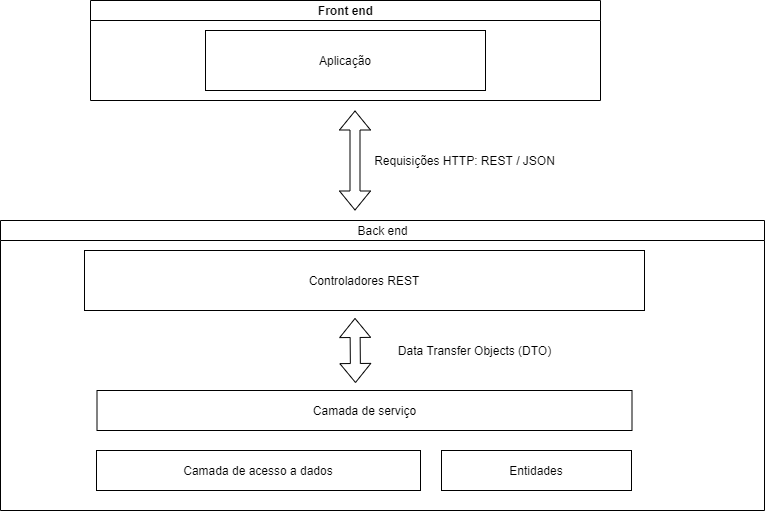 Front end
Aplicação
Requisições HTTP: REST / JSON
Back end
Controladores REST
Data Transfer Objects (DTO)
Camada de serviço
Camada de acesso a dados
Entidades